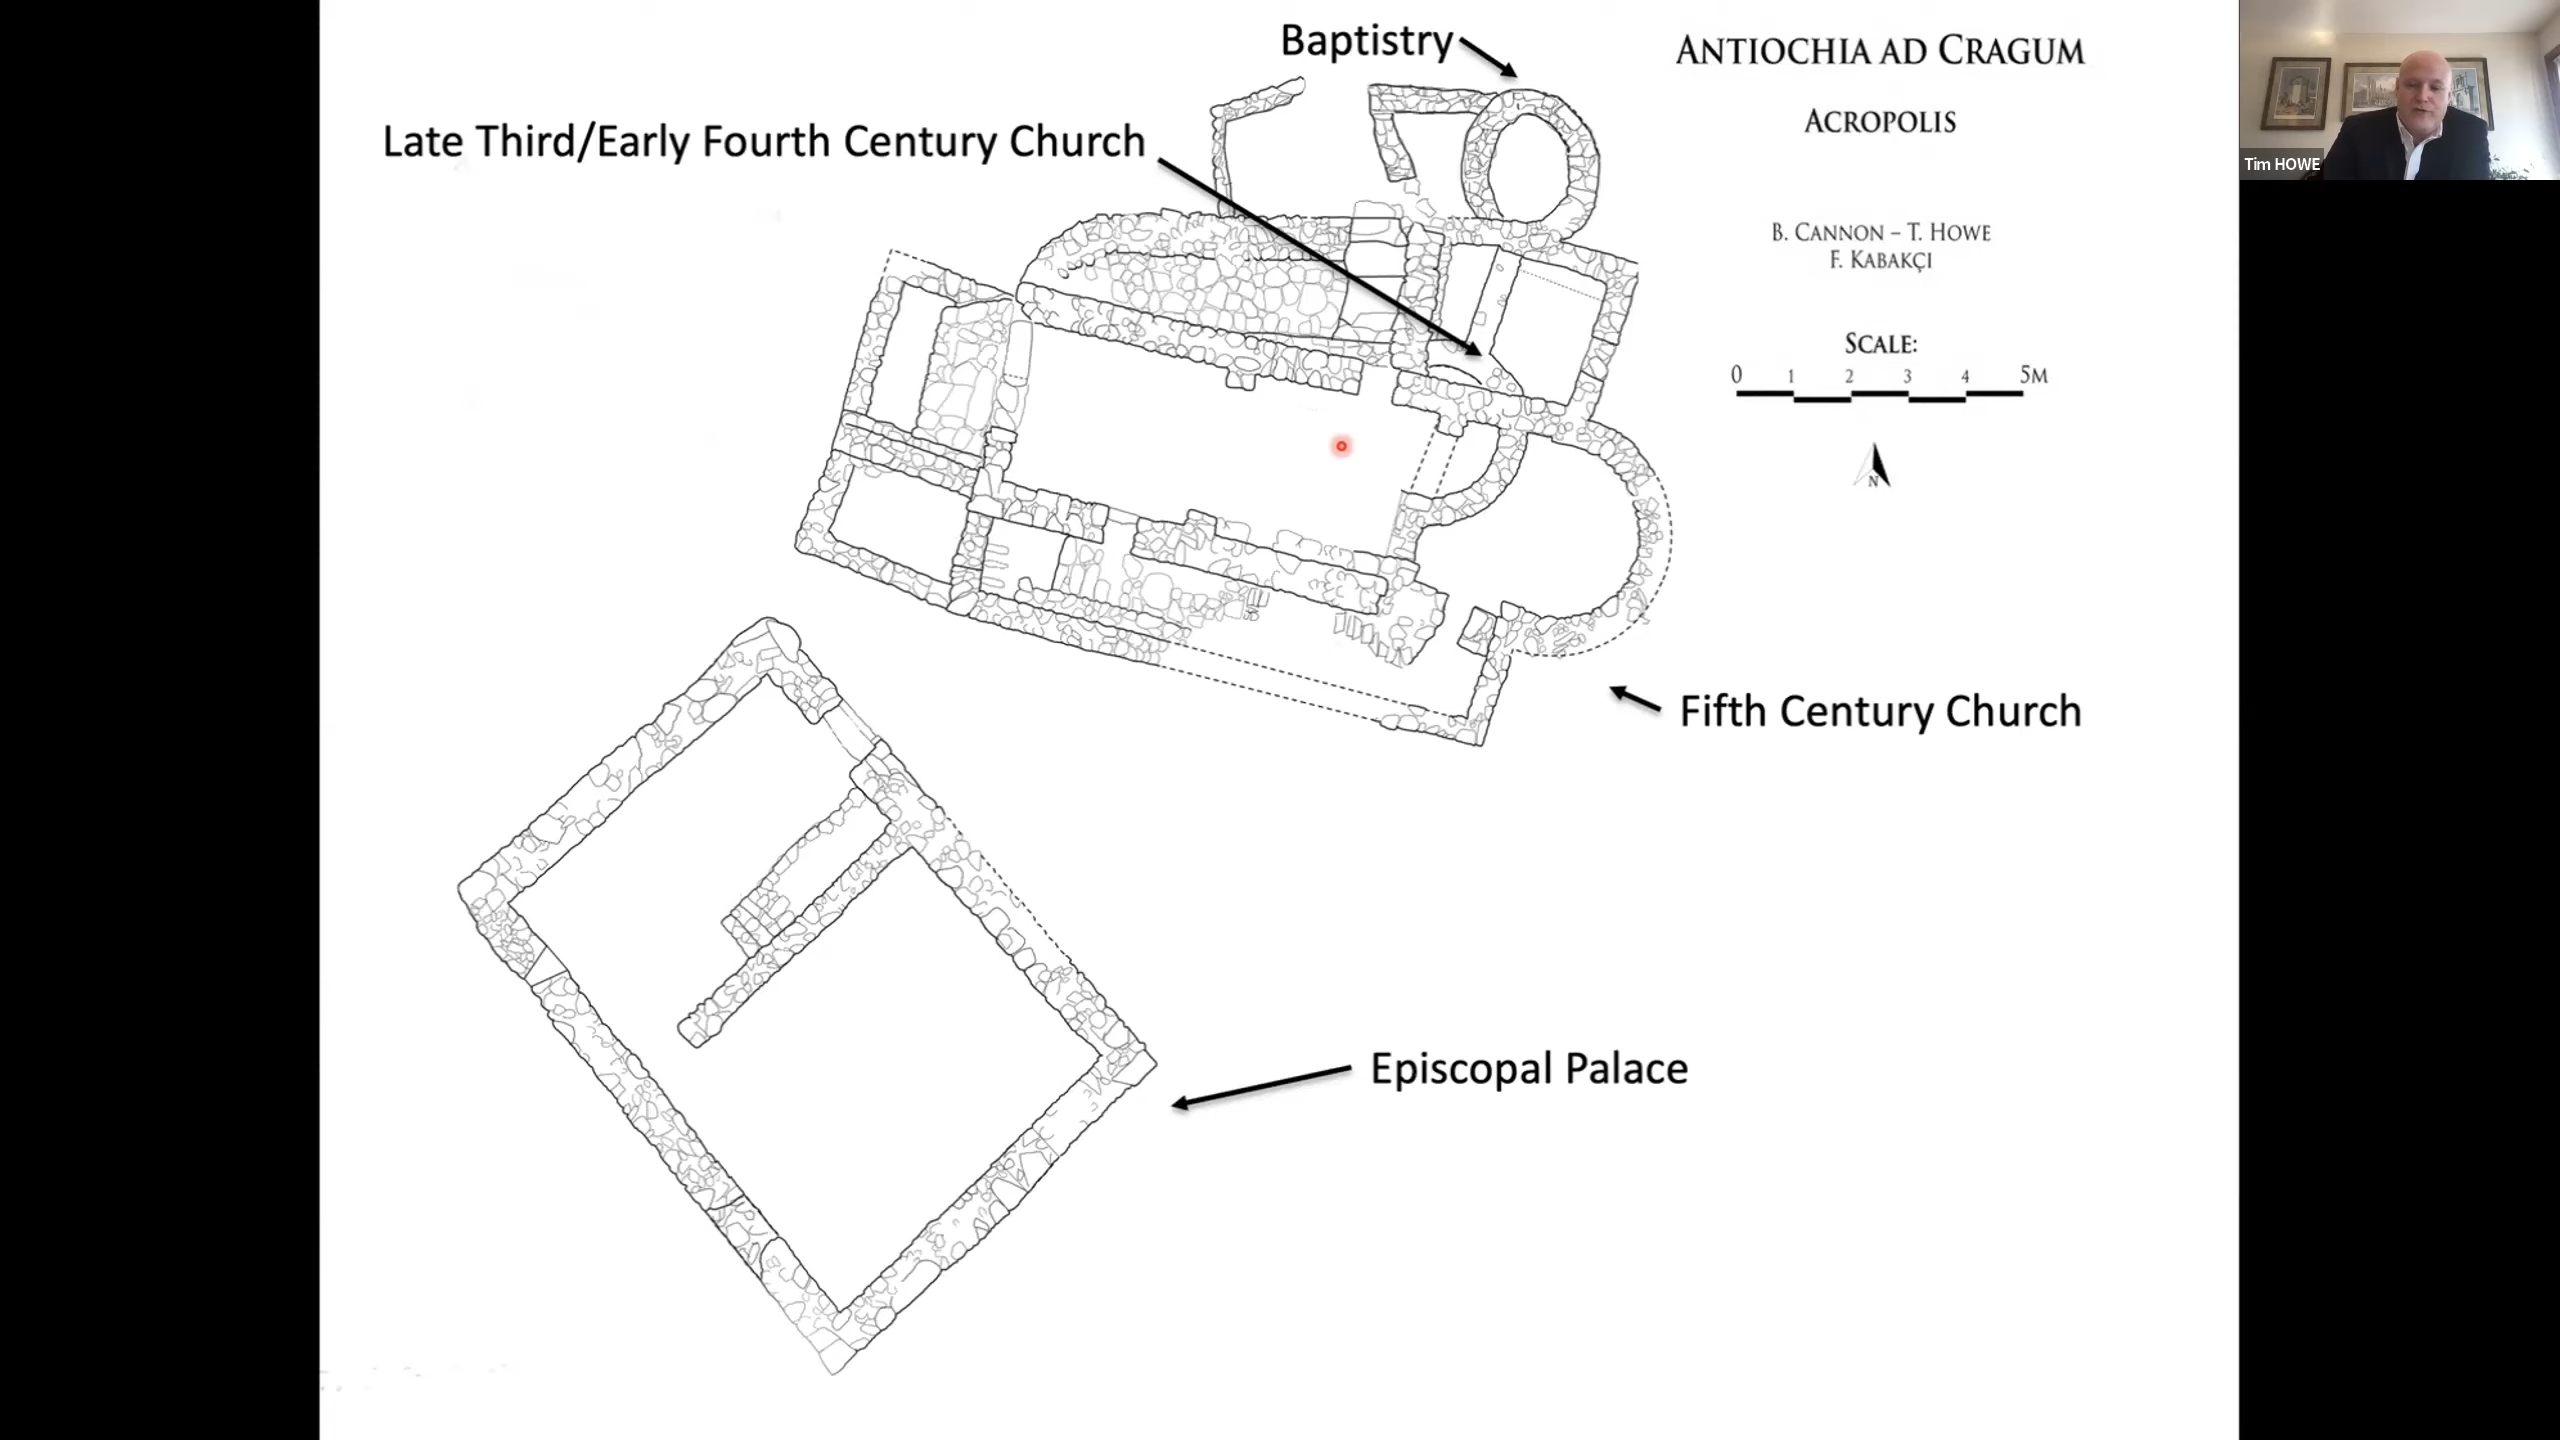 Baptistry
Late Third/Early Fourth Century Church
ANTIOCHIA AD CRAGUM
ACROPOLIS
B. CANNON – T. HOWE
F. KABAKÇI
SCALE:
0 1 2 3 4 5M
N
Fifth Century Church
Episcopal Palace
Tim HOWE